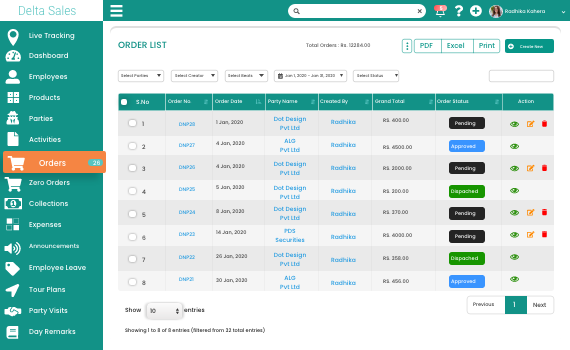 Delta Sales
Radhika Kahera
Live Tracking
Dashboard
Employees
Products
Parties
Activities
Orders
Zero Orders
Collections
Expenses
Announcements
Employee Leave
Tour Plans
Party Visits
Day Remarks
ORDER LIST
Total Orders : Rs. 12284.00
PDF Excel Print
Create New
Select Parties Select Creator Select Beats Jan 1, 2020 - Jan 31, 2020 Select Status
S.No Order No Order Date Party Name Created By Grand Total Order Status Action
1 DNP28 1 Jan, 2020 Dot Design Pvt Ltd Radhika RS. 400.00 Pending
2 DNP27 4 Jan, 2020 ALG Pvt Ltd Radhika RS. 4500.00 Approved
3 DNP26 4 Jan, 2020 Dot Design Pvt Ltd Radhika RS. 2000.00 Pending
4 DNP25 5 Jan, 2020 Dot Design Pvt Ltd Radhika RS. 200.00 Dispached
5 DNP24 8 Jan, 2020 Dot Design Pvt Ltd Radhika RS. 370.00 Pending
6 DNP23 14 Jan, 2020 PDS Securities Radhika RS. 4000.00 Pending
7 DNP22 26 Jan, 2020 Dot Design Pvt Ltd Radhika RS. 358.00 Dispached
8 DNP21 30 Jan, 2020 ALG Pvt Ltd Radhika RS. 456.00 Approved
Show 10 entries
Previous 1 Next
Showing 1 to 8 of 8 entries (filtered from 32 total entries)